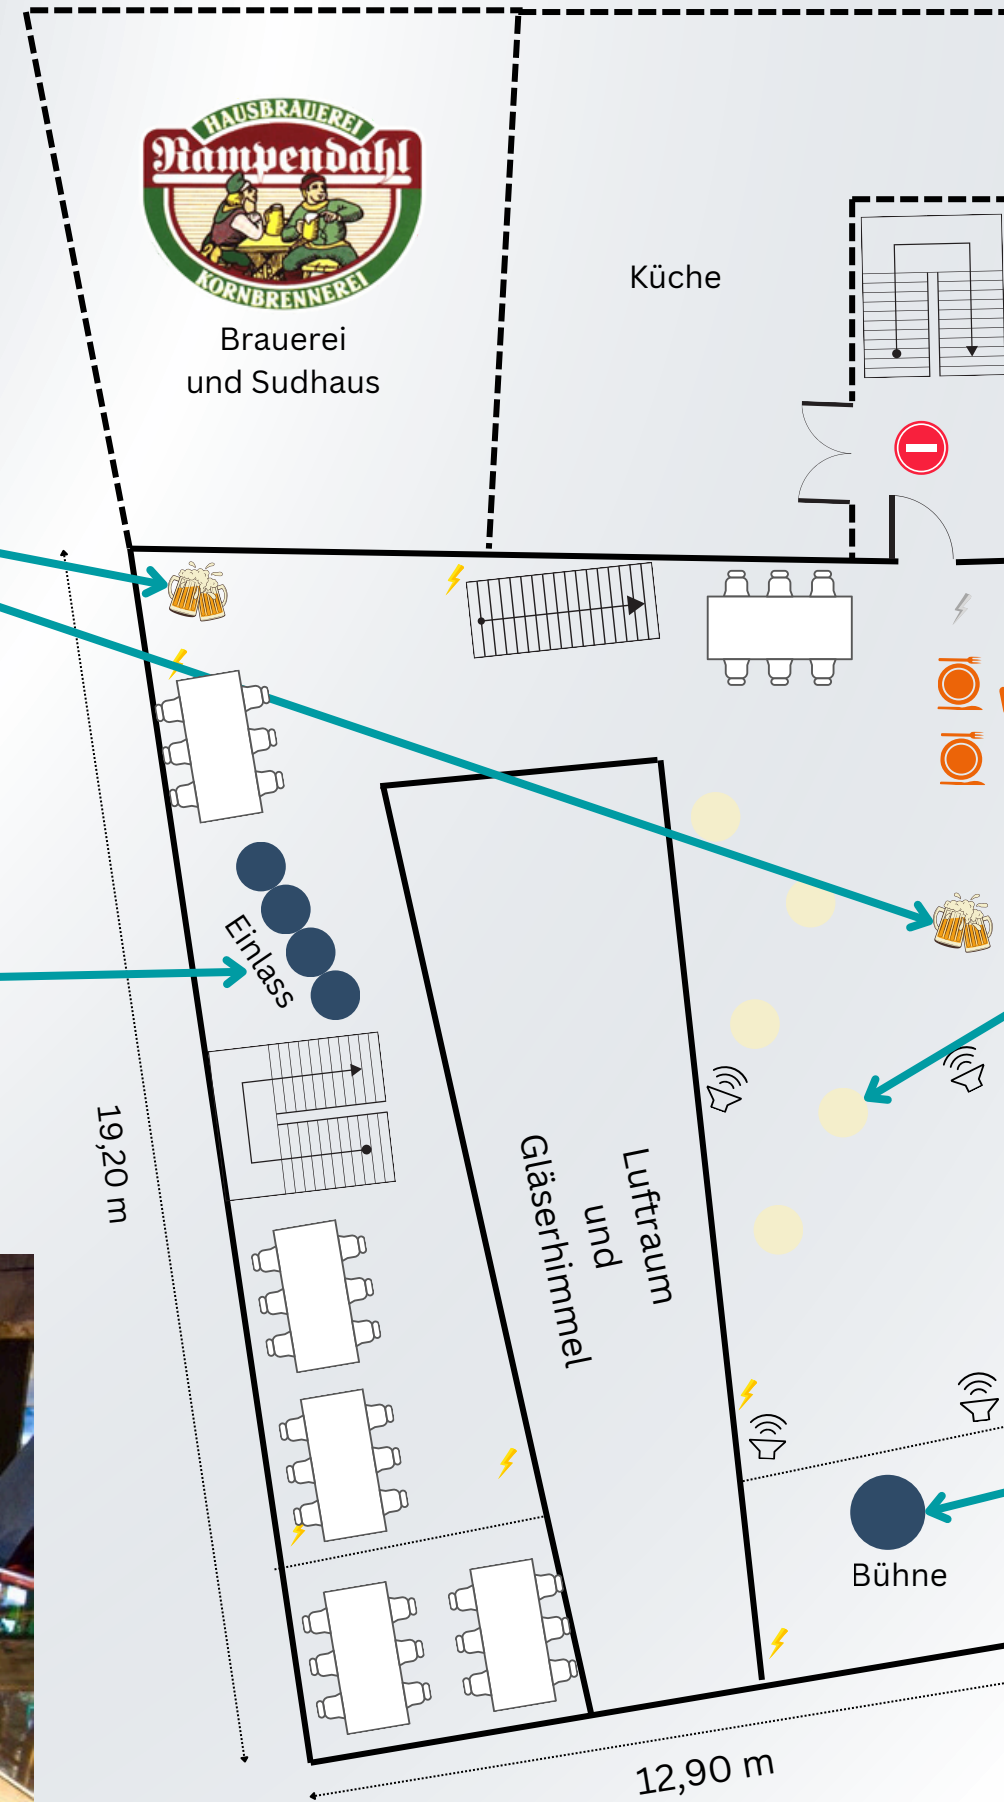 HAUSBRAUEREI
Rampendahl
KORNBRENNEREI
Brauerei
und Sudhaus
Küche
Einlass
19,20 m
Luftraum
und
Gläserhimmel
Bühne
12,90 m